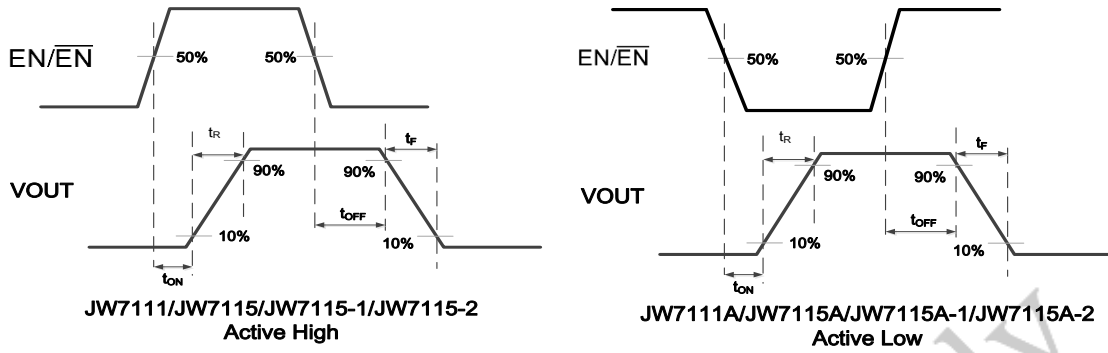 EN/EN
50%
50%
tR
tF
VOUT
90%
90%
tOFF
10%
10%
tON
JW7111/JW7115/JW7115-1/JW7115-2
Active High
EN/EN
50%
50%
tR
tF
VOUT
90%
90%
tOFF
10%
10%
tON
JW7111A/JW7115A/JW7115A-1/JW7115A-2
Active Low